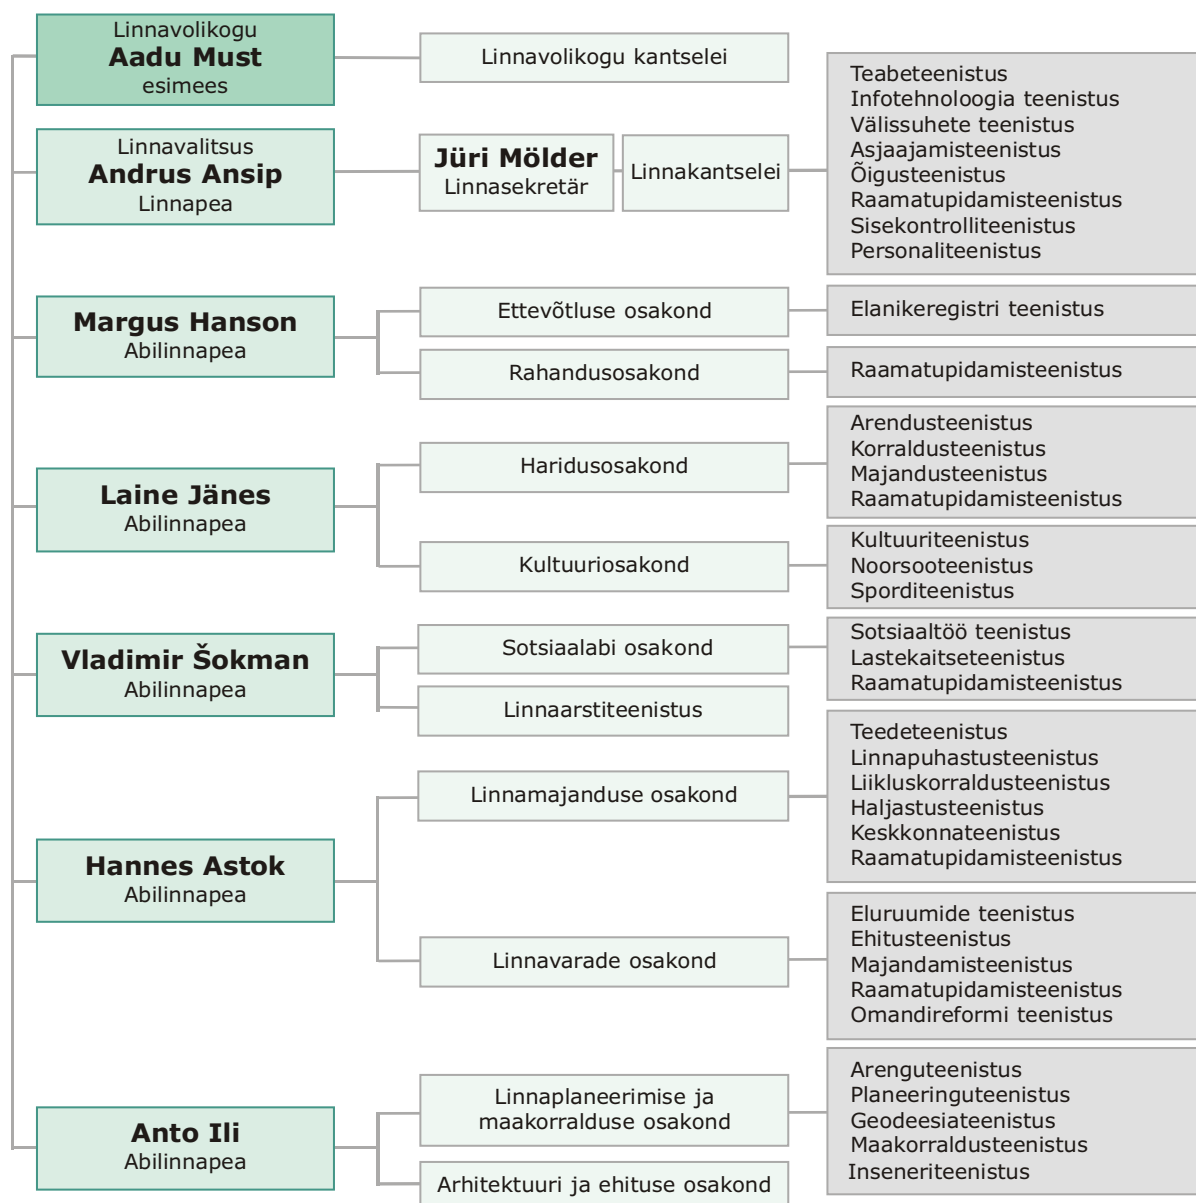 Linnavolikogu
Aadu Must
esimees
Linnavolikogu kantselei
Linnavalitsus
Andrus Ansip
Linnapea
Jüri Mölder
Linnasekretär
Linnakantselei
Teabeteenistus
Infotehnoloogia teenistus
Välissuhete teenistus
Asjaajamisteenistus
Õigusteenistus
Raamatupidamisteenistus
Sisekontrolliteenistus
Personaliteenistus
Margus Hanson
Abilinnapea
Ettevõtluse osakond
Elanikeregistri teenistus
Rahandusosakond
Raamatupidamisteenistus
Laine Jänes
Abilinnapea
Haridusosakond
Arendusteenistus
Korraldusteenistus
Majandusteenistus
Raamatupidamisteenistus
Kultuuriosakond
Kultuuriteenistus
Noorsooteenistus
Sporditeenistus
Vladimir Šokman
Abilinnapea
Sotsiaalabi osakond
Sotsiaaltöö teenistus
Lastekaitseteenistus
Raamatupidamisteenistus
Linnaarstiteenistus
Hannes Astok
Abilinnapea
Linnamajanduse osakond
Teedeteenistus
Linnapuhastusteenistus
Liikluskorraldusteenistus
Haljastusteenistus
Keskkonnateenistus
Raamatupidamisteenistus
Linnavarade osakond
Eluruumide teenistus
Ehitusteenistus
Majandamisteenistus
Raamatupidamisteenistus
Omandireformi teenistus
Anto Ili
Abilinnapea
Linnaplaneerimise ja
maakorralduse osakond
Arenguteenistus
Planeeringuteenistus
Geodeesiateenistus
Maakorraldusteenistus
Inseneriteenistus
Arhitektuuri ja ehituse osakond